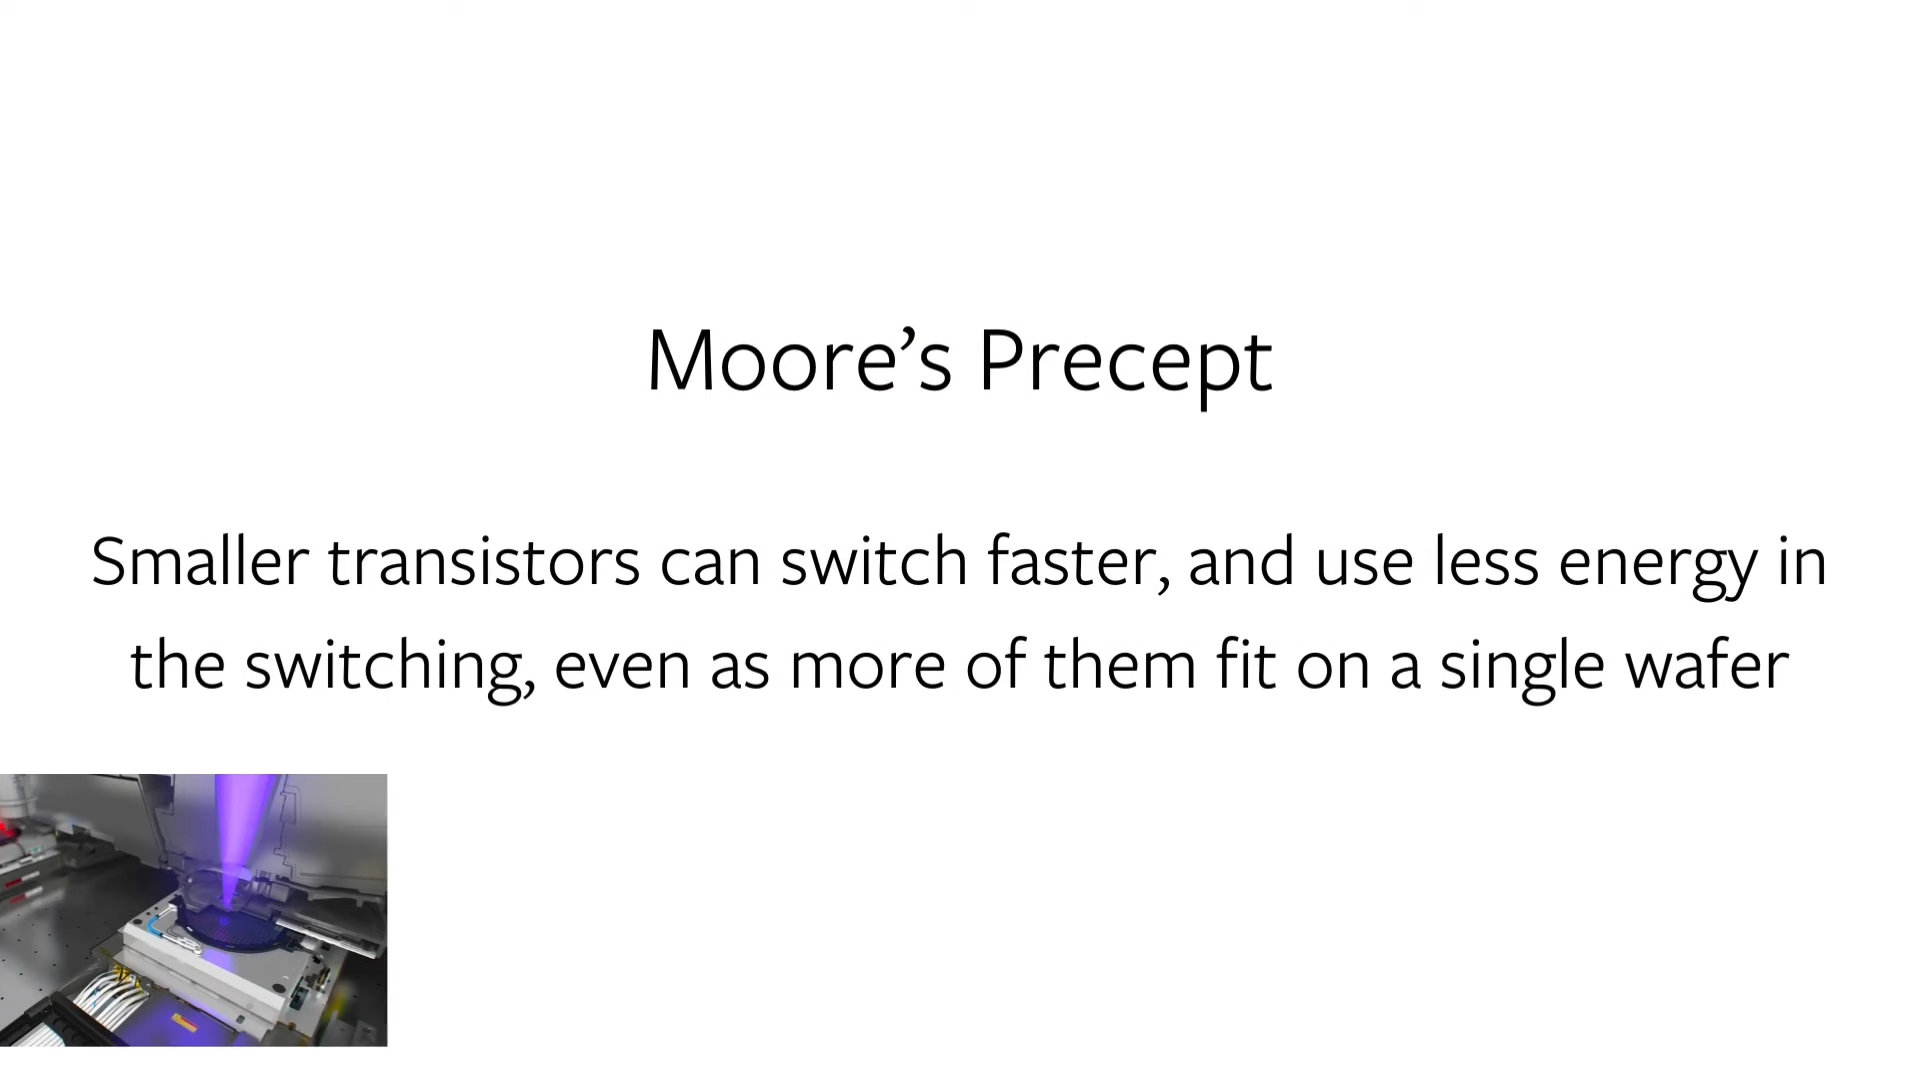 Moore’s Precept
Smaller transistors can switch faster, and use less energy in
the switching, even as more of them fit on a single wafer